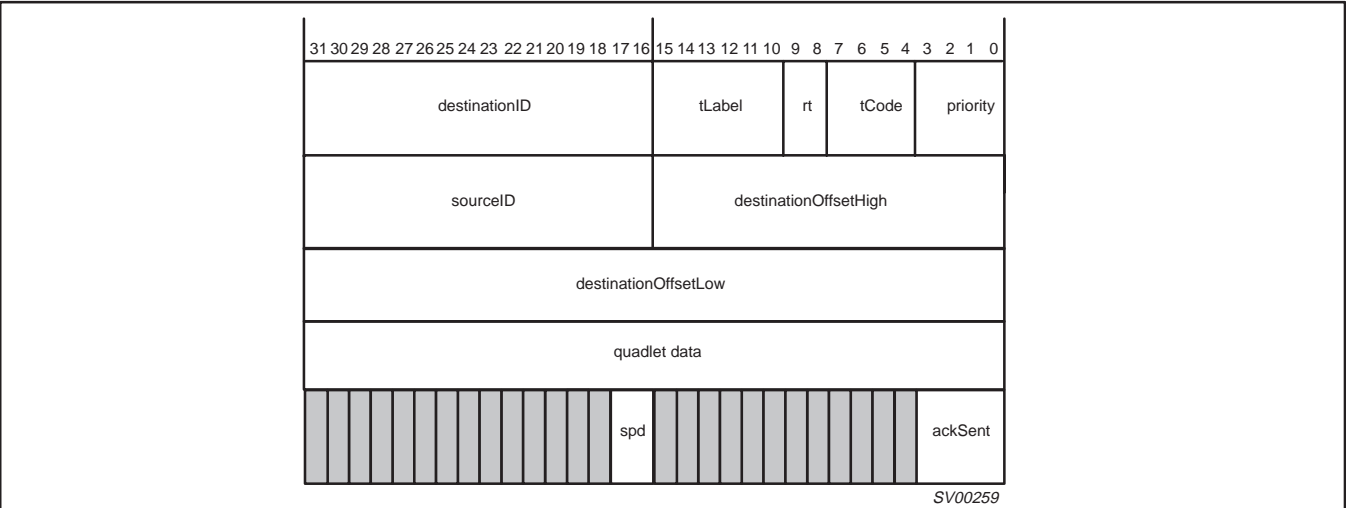 31 30 29 28 27 26 25 24 23 22 21 20 19 18 17 16 15 14 13 12 11 10 9 8 7 6 5 4 3 2 1 0
destinationID tLabel rt tCode priority
sourceID destinationOffsetHigh
destinationOffsetLow
quadlet data
spd ackSent
SV00259